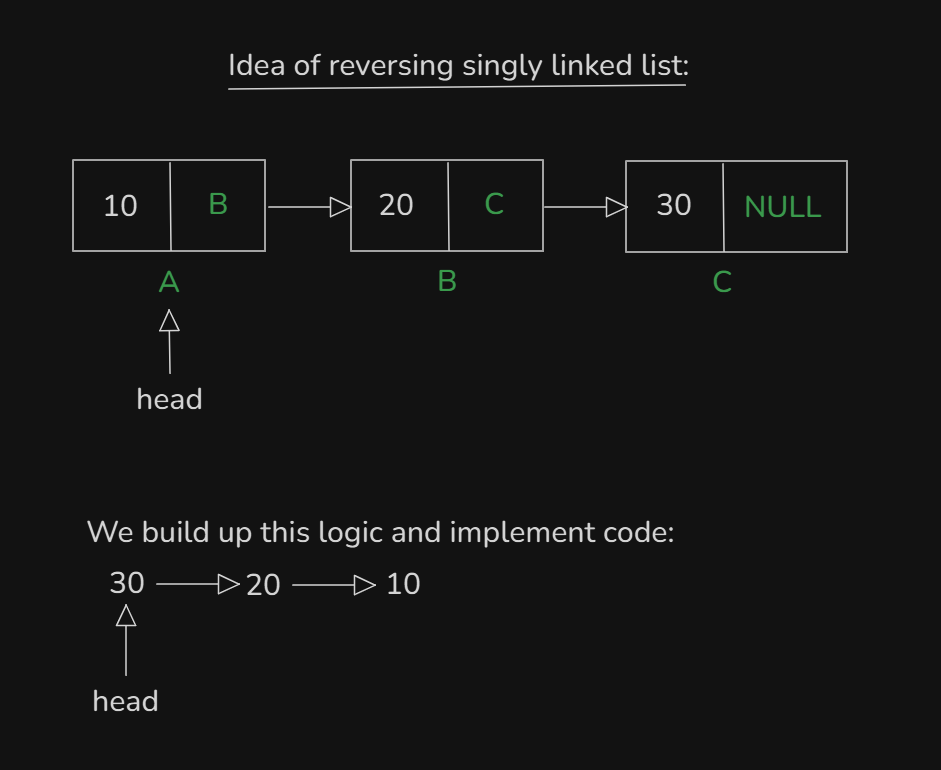 Idea of reversing singly linked list:
10 B 20 C 30 NULL
A B C
head
We build up this logic and implement code:
30 20 10
head